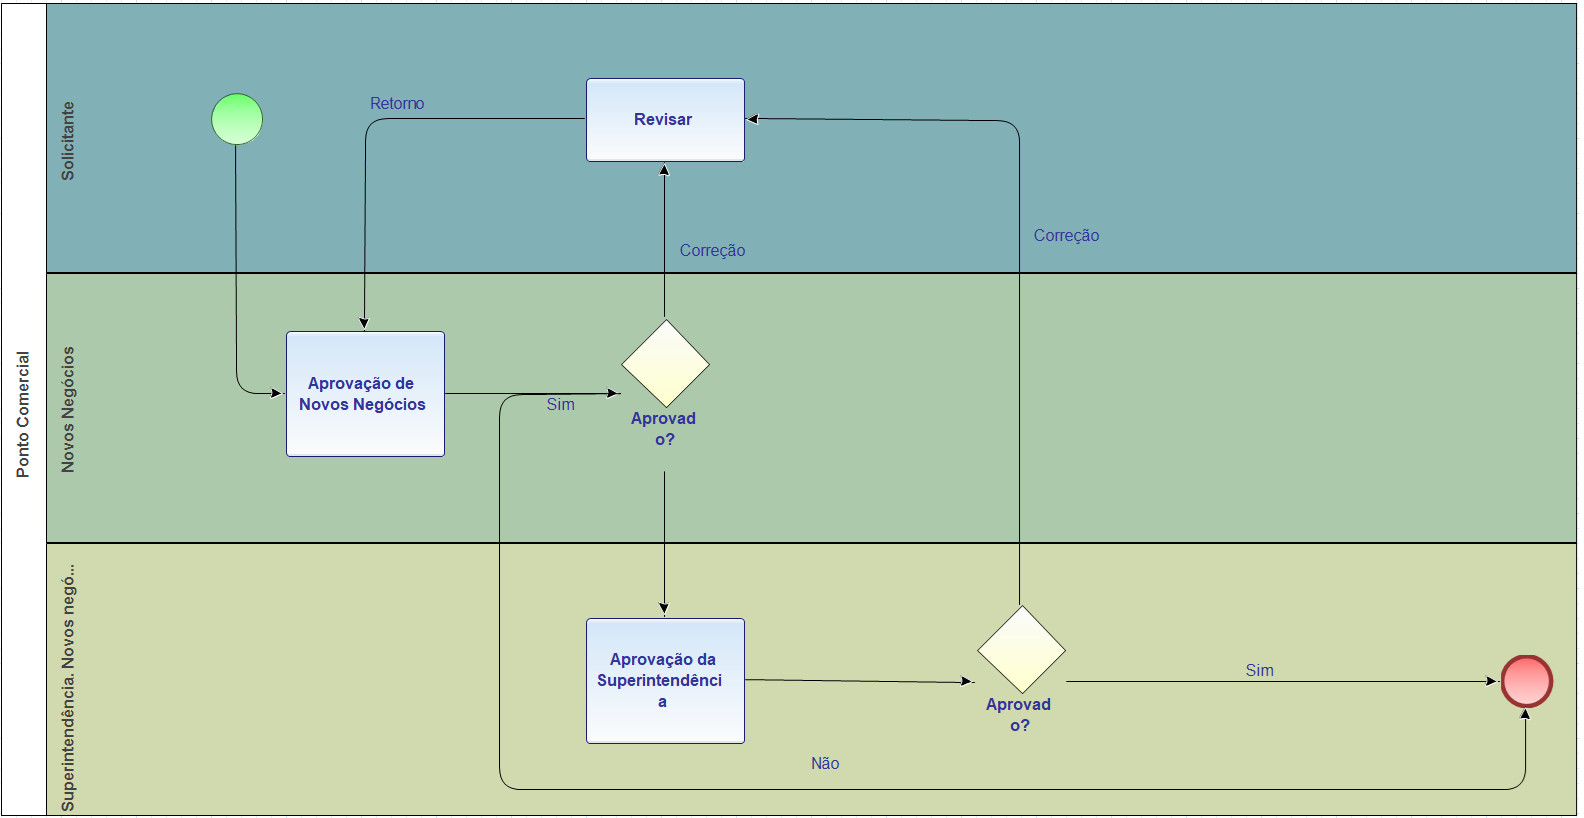 Ponto Comercial
Solicitante
Retorno
Revisar
Correção
Correção
Novos Negócios
Aprovação de
Novos Negócios
Sim
Aprovad
o?
Superintendência. Novos negó...
Aprovação da
Superintendênci
a
Aprovad
o?
Sim
Não